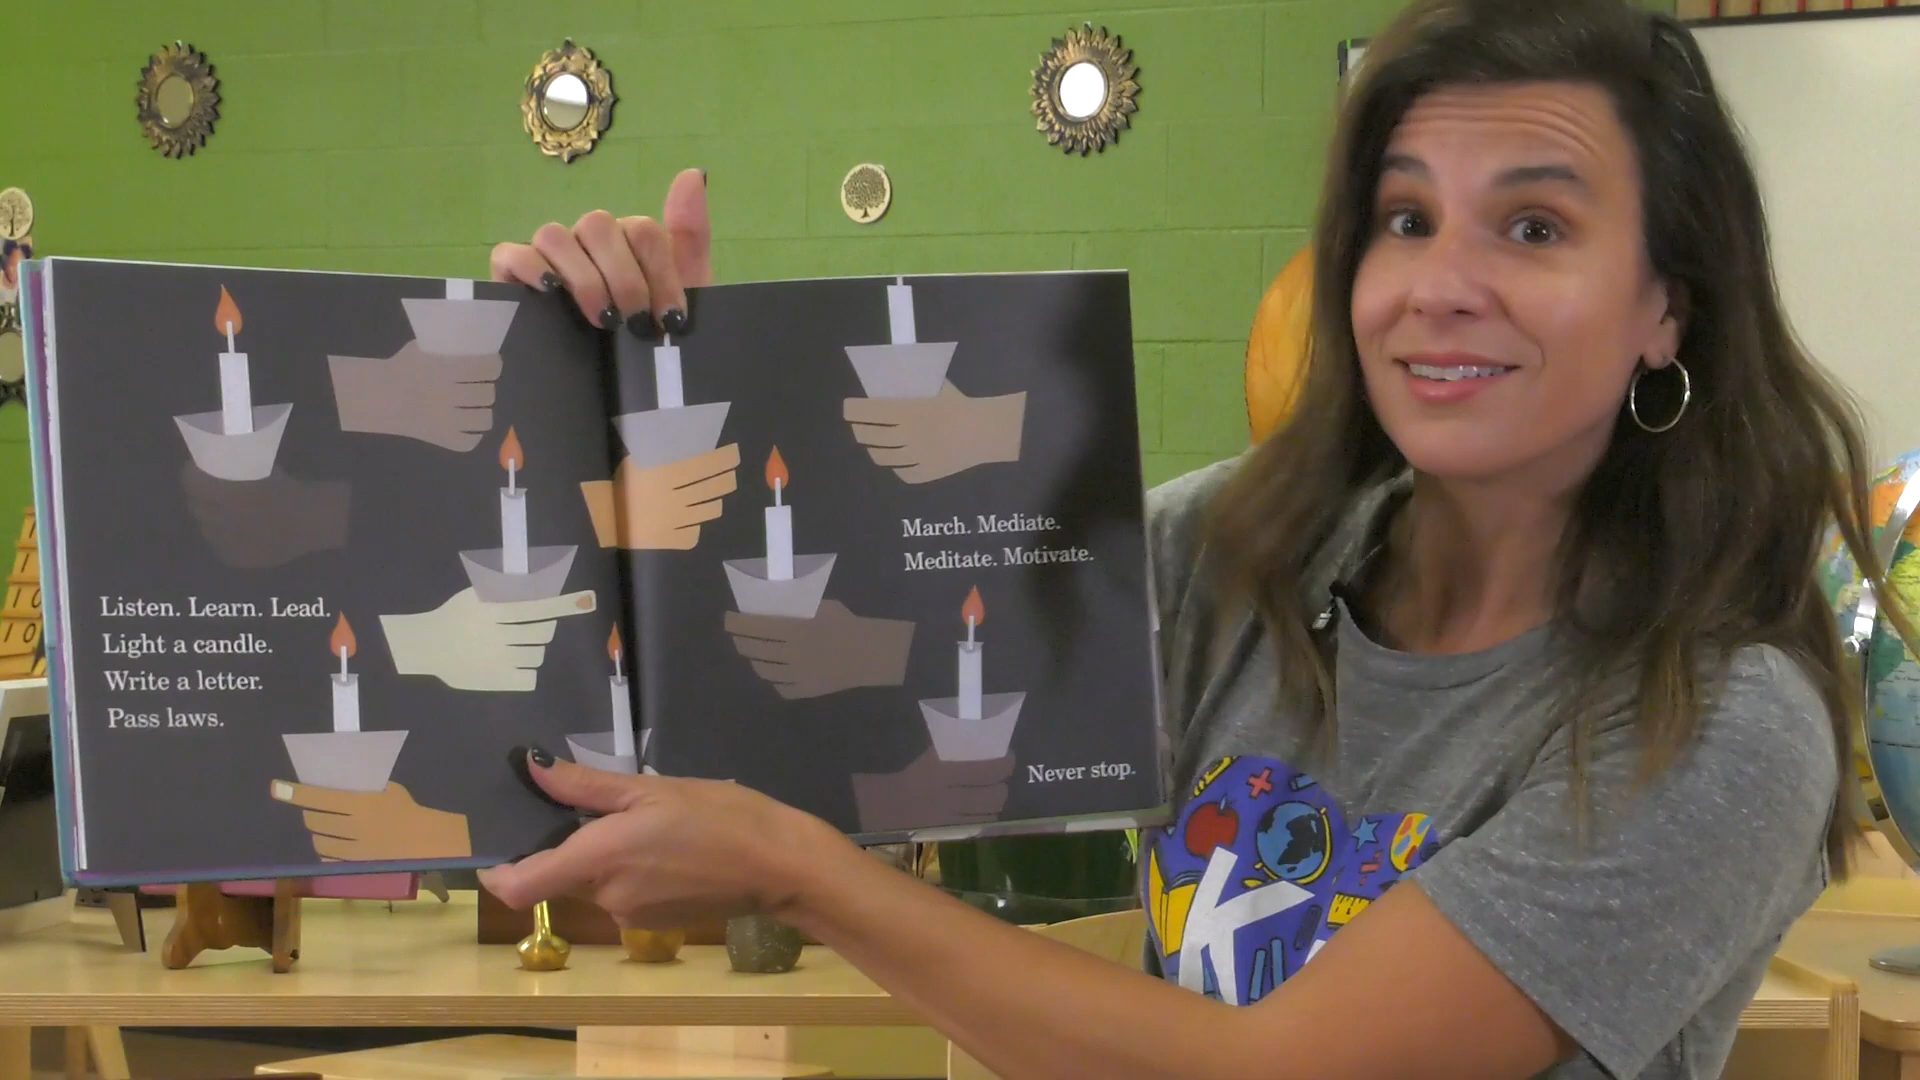 Listen. Learn. Lead.
Light a candle.
Write a letter.
Pass laws.
March. Mediate.
Meditate. Motivate.
Never stop.
K